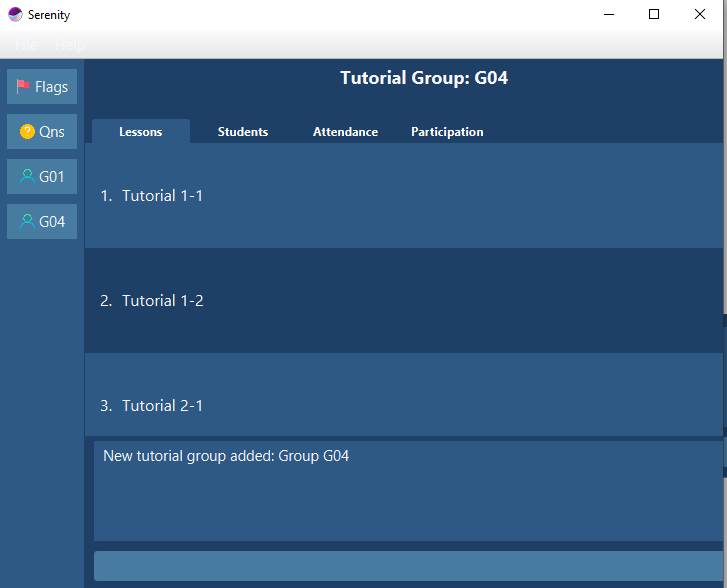 Serenity
File Help
Tutorial Group: G04
Flags
Qns
G01
G04
Lessons Students Attendance Participation
1. Tutorial 1-1
2. Tutorial 1-2
3. Tutorial 2-1
New tutorial group added: Group G04